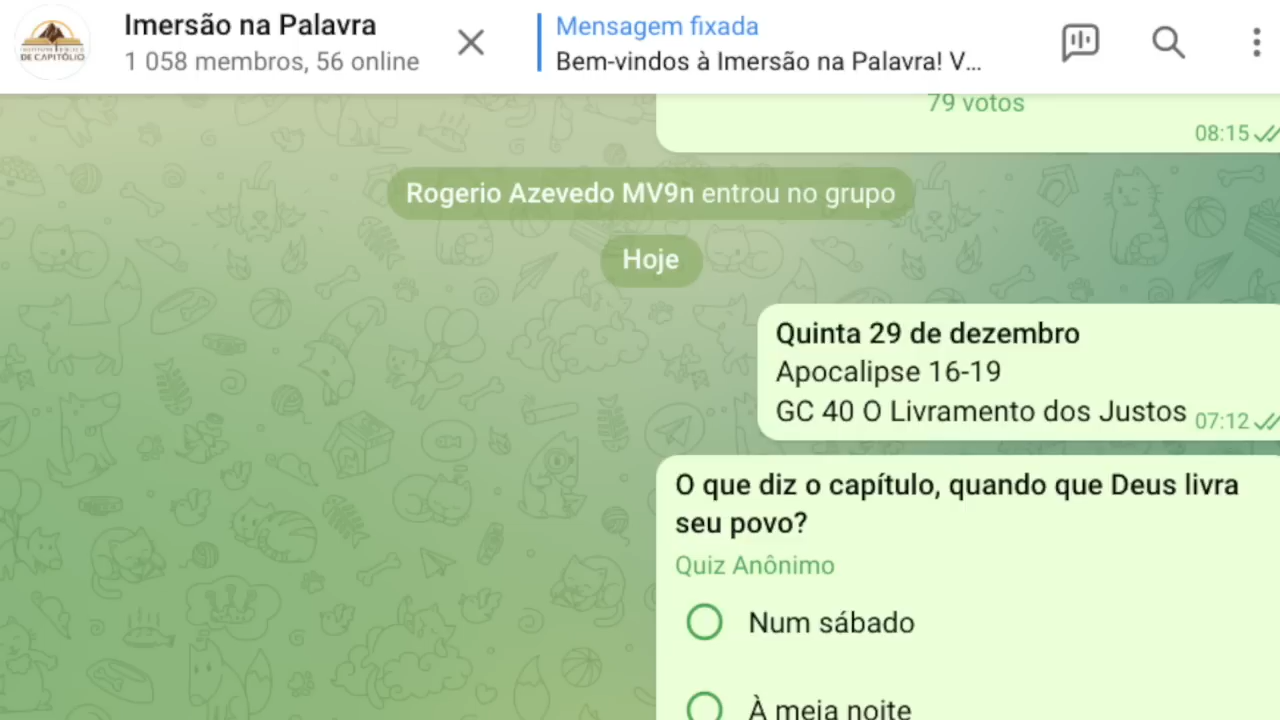 Imersão na Palavra
1 058 membros, 56 online
Mensagem fixada
Bem-vindos à Imersão na Palavra! V...
DE CAPITÓLIO
79 votos
08:15
Rogerio Azevedo MV9n entrou no grupo
Hoje
Quinta 29 de dezembro
Apocalipse 16-19
GC 40 O Livramento dos Justos
07:12
O que diz o capítulo, quando que Deus livra
seu povo?
Quiz Anônimo
Num sábado
À meia noite